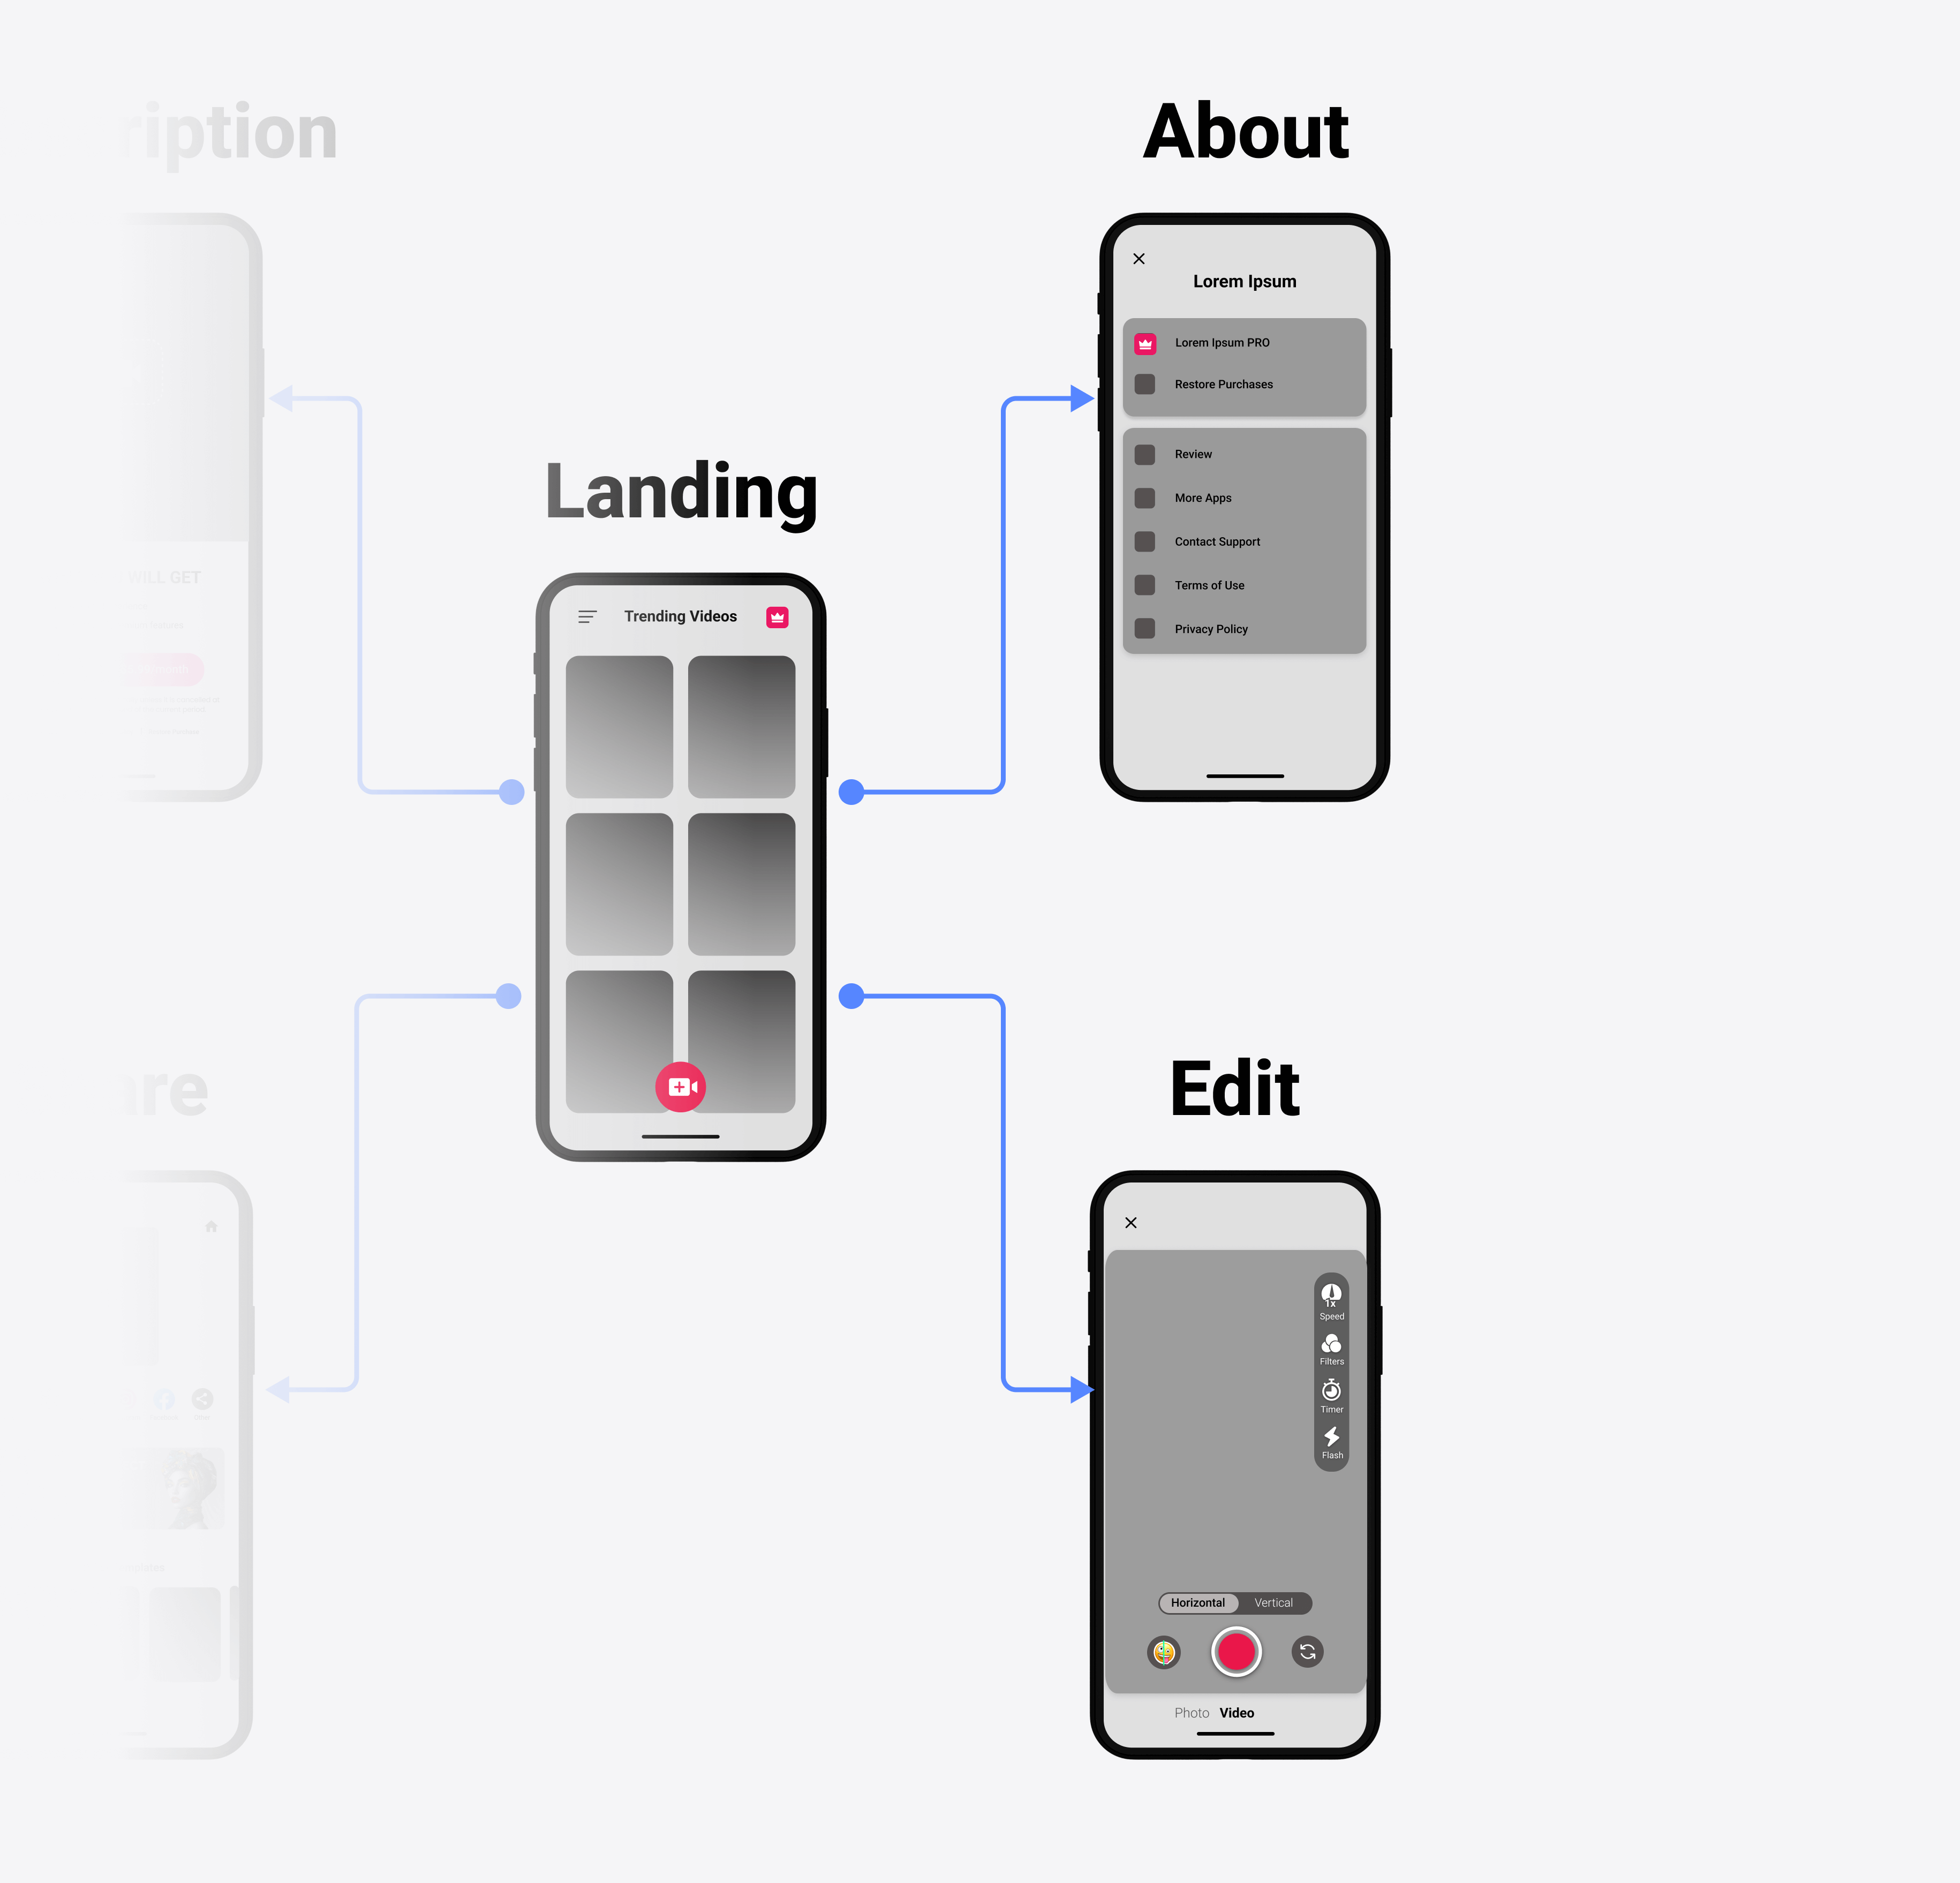 ription
About
Lorem Ipsum
Lorem Ipsum PRO
Restore Purchases
Review
More Apps
Contact Support
Terms of Use
Privacy Policy
WILL GET
Landing
Trending Videos
are
Edit
1x
Speed
Filters
Timer
Flash
Horizontal Vertical
Photo Video